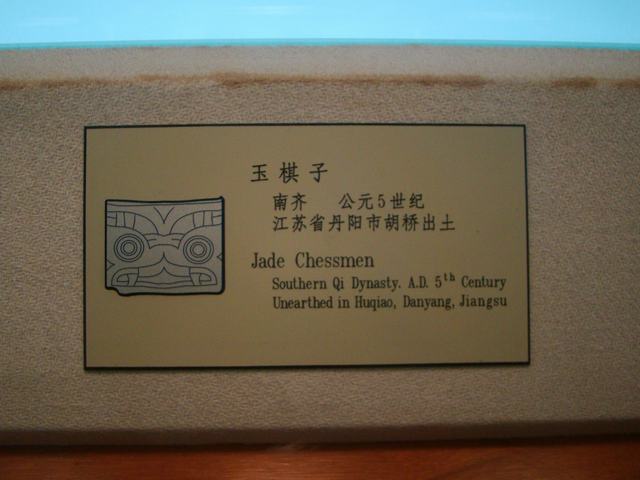 玉棋子
南齐 公元5世纪
江苏省丹阳市胡桥出土
Jade Chessmen
Southern Qi Dynasty. A.D. 5th Century
Unearthed in Huqiao, Danyang, Jiangsu